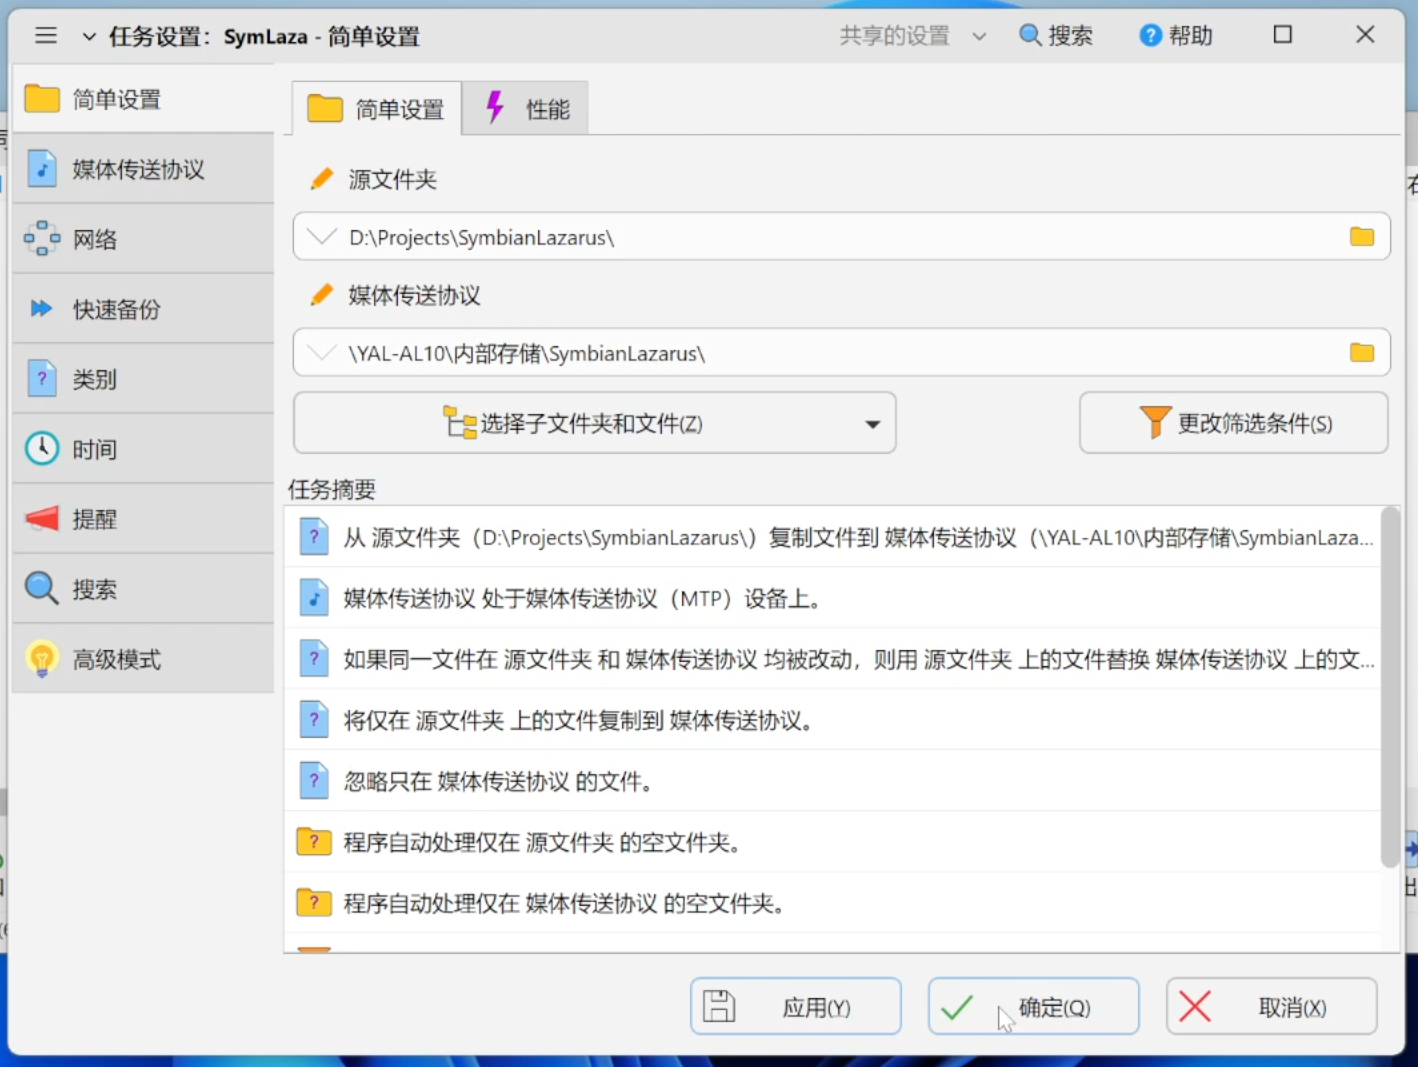 任务设置：SymLaza - 简单设置
共享的设置
搜索
帮助
简单设置
媒体传送协议
网络
快速备份
类别
时间
提醒
搜索
高级模式
简单设置
性能
源文件夹
D:\Projects\SymbianLazarus\
媒体传送协议
\YAL-AL10\内部存储\SymbianLazarus\
选择子文件夹和文件(Z)
更改筛选条件(S)
任务摘要
从 源文件夹（D:\Projects\SymbianLazarus\）复制文件到 媒体传送协议（\YAL-AL10\内部存储\SymbianLaza...
媒体传送协议 处于媒体传送协议（MTP）设备上。
如果同一文件在 源文件夹 和 媒体传送协议 均被改动，则用 源文件夹 上的文件替换 媒体传送协议 上的文...
将仅在 源文件夹 上的文件复制到 媒体传送协议。
忽略只在 媒体传送协议 的文件。
程序自动处理仅在 源文件夹 的空文件夹。
程序自动处理仅在 媒体传送协议 的空文件夹。
应用(Y)
确定(Q)
取消(X)